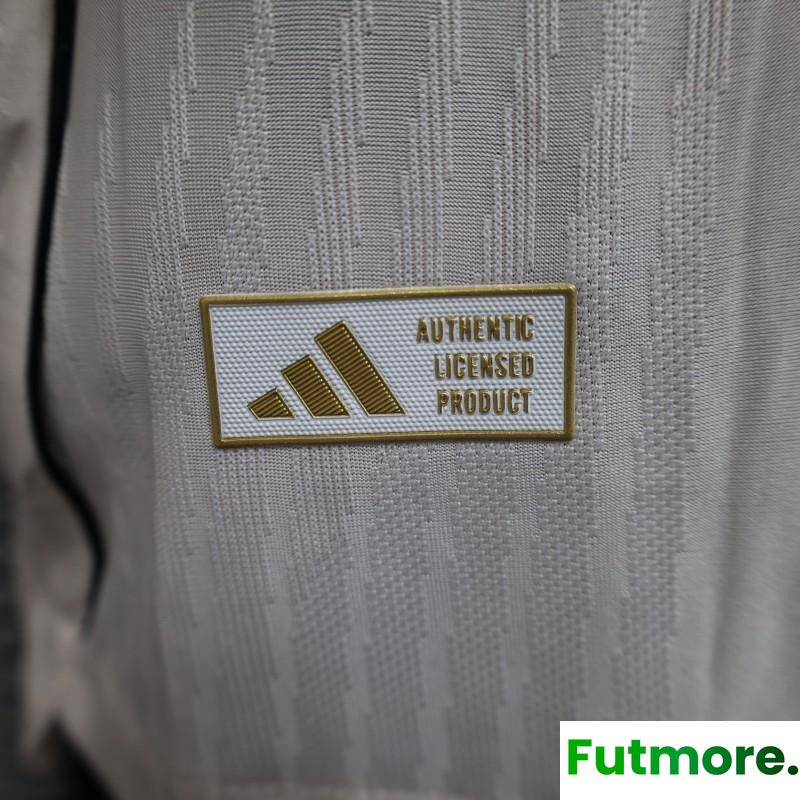 AUTHENTIC
LICENSED
PRODUCT
Futmore.